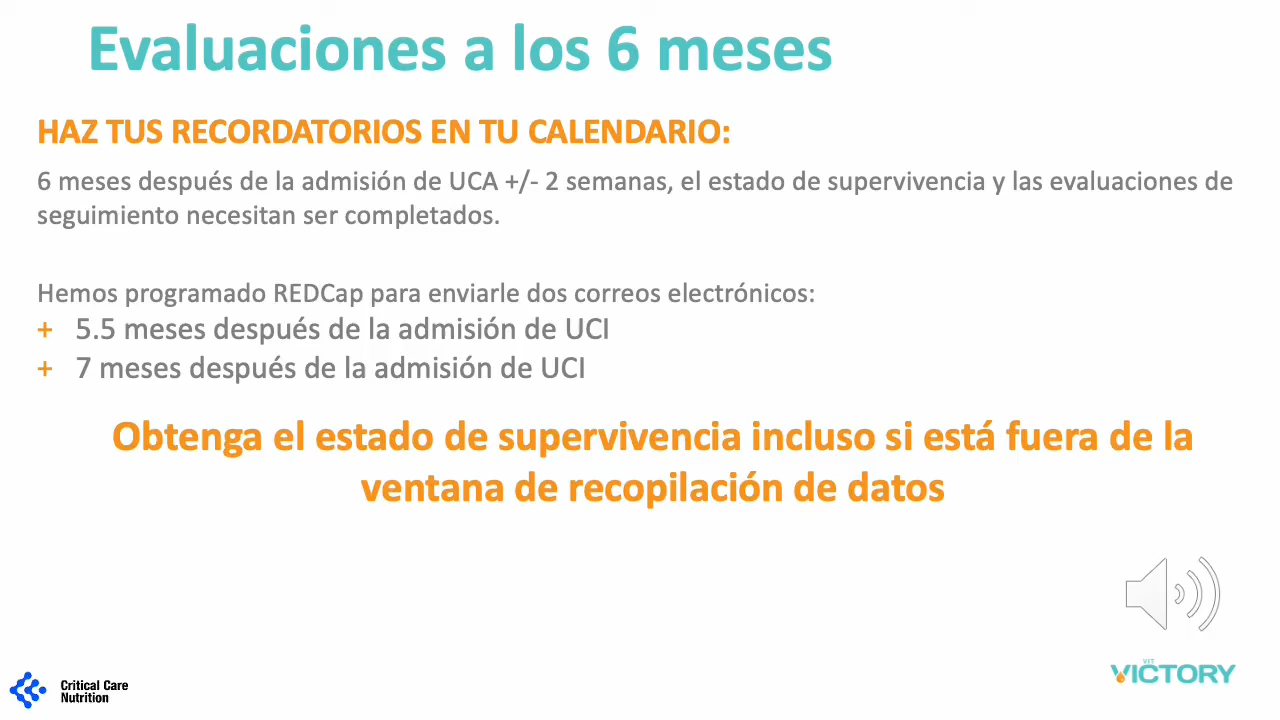 Evaluaciones a los 6 meses
HAZ TUS RECORDATORIOS EN TU CALENDARIO:
6 meses después de la admisión de UCA +/- 2 semanas, el estado de supervivencia y las evaluaciones de
seguimiento necesitan ser completados.
Hemos programado REDCap para enviarle dos correos electrónicos:
+ 5.5 meses después de la admisión de UCI
+ 7 meses después de la admisión de UCI
Obtenga el estado de supervivencia incluso si está fuera de la
ventana de recopilación de datos
Critical Care
Nutrition
VET
VICTORY